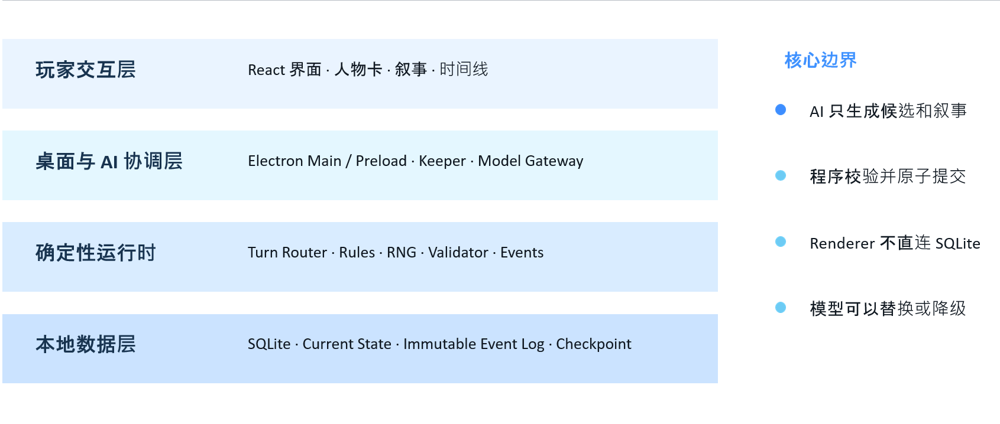 玩家交互层
React 界面 · 人物卡 · 叙事 · 时间线
桌面与 AI 协调层
Electron Main / Preload · Keeper · Model Gateway
确定性运行时
Turn Router · Rules · RNG · Validator · Events
本地数据层
SQLite · Current State · Immutable Event Log · Checkpoint
核心边界
AI 只生成候选和叙事
程序校验并原子提交
Renderer 不直连 SQLite
模型可以替换或降级